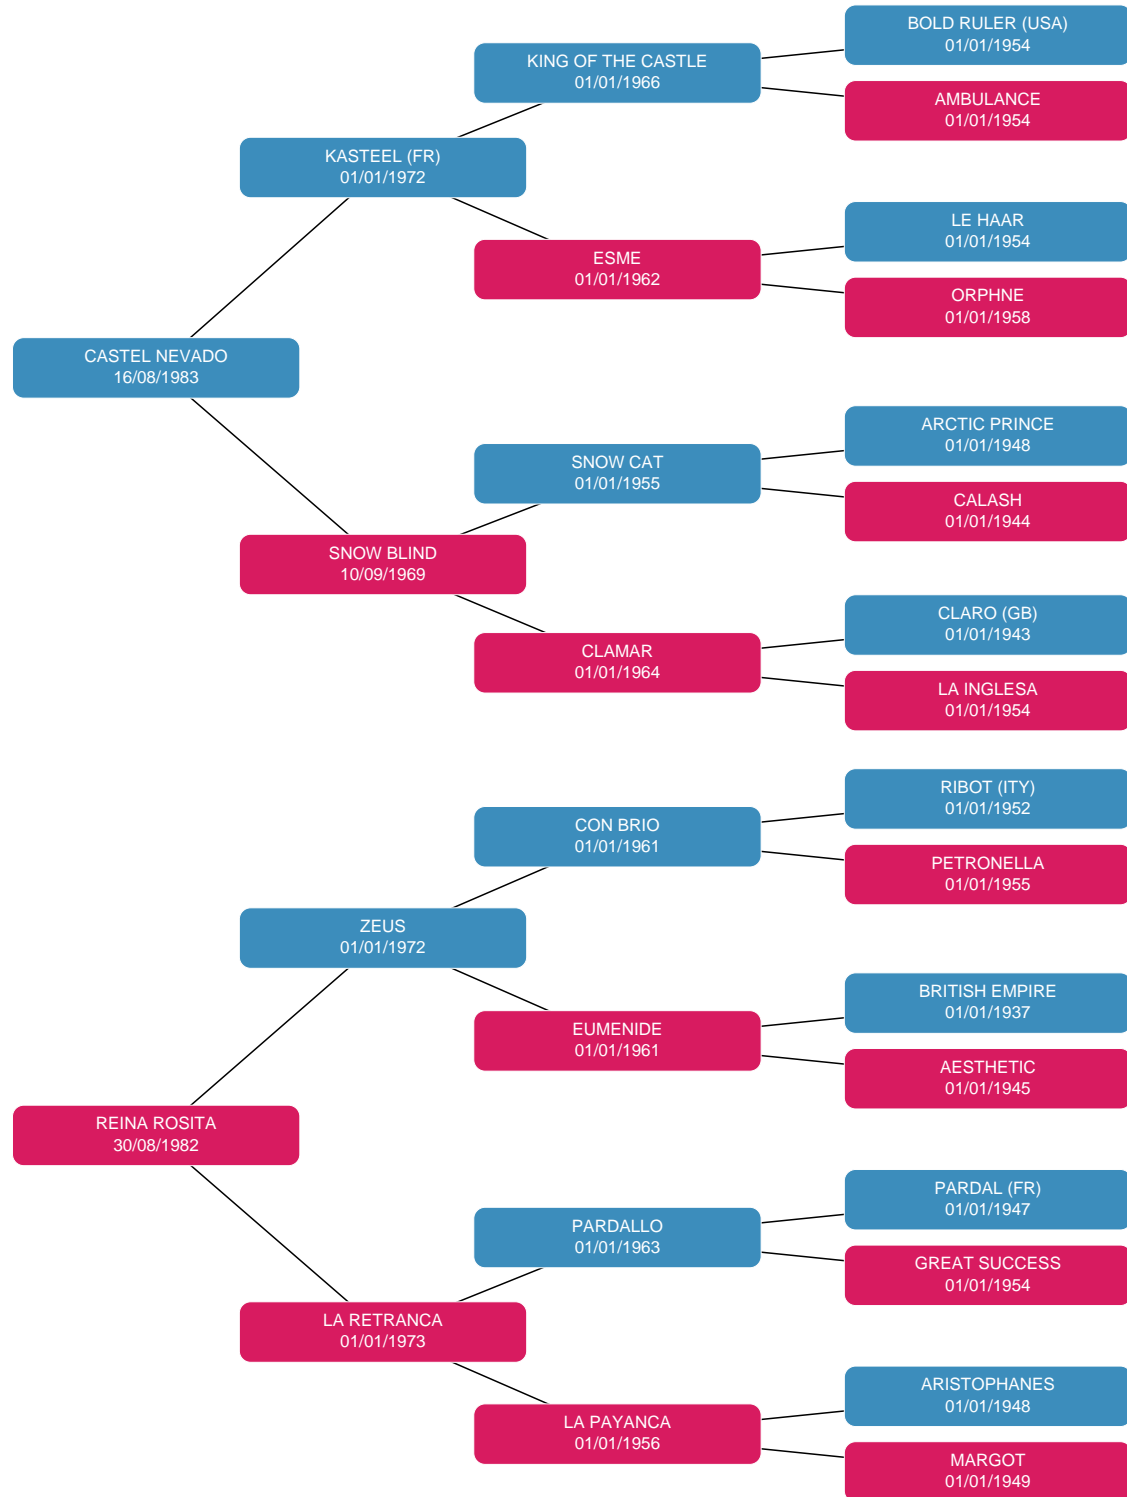 BOLD RULER (USA)
01/01/1954
KING OF THE CASTLE
01/01/1966
AMBULANCE
01/01/1954
KASTEEL (FR)
01/01/1972
LE HAAR
01/01/1954
ESME
01/01/1962
ORPHNE
01/01/1958
CASTEL NEVADO
16/08/1983
ARCTIC PRINCE
01/01/1948
SNOW CAT
01/01/1955
CALASH
01/01/1944
SNOW BLIND
10/09/1969
CLARO (GB)
01/01/1943
CLAMAR
01/01/1964
LA INGLESA
01/01/1954
RIBOT (ITY)
01/01/1952
CON BRIO
01/01/1961
PETRONELLA
01/01/1955
ZEUS
01/01/1972
BRITISH EMPIRE
01/01/1937
EUMENIDE
01/01/1961
AESTHETIC
01/01/1945
REINA ROSITA
30/08/1982
PARDAL (FR)
01/01/1947
PARDALLO
01/01/1963
GREAT SUCCESS
01/01/1954
LA RETRANCA
01/01/1973
ARISTOPHANES
01/01/1948
LA PAYANCA
01/01/1956
MARGOT
01/01/1949